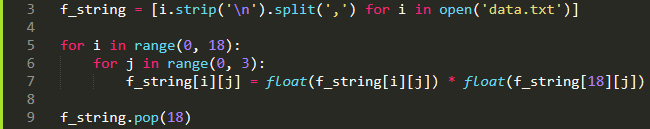 3 f_string = [i.strip('\n').split(',') for i in open('data.txt')]
4
5 for i in range(0, 18):
6     for j in range(0, 3):
7         f_string[i][j] = float(f_string[i][j]) * float(f_string[18][j])
8
9 f_string.pop(18)